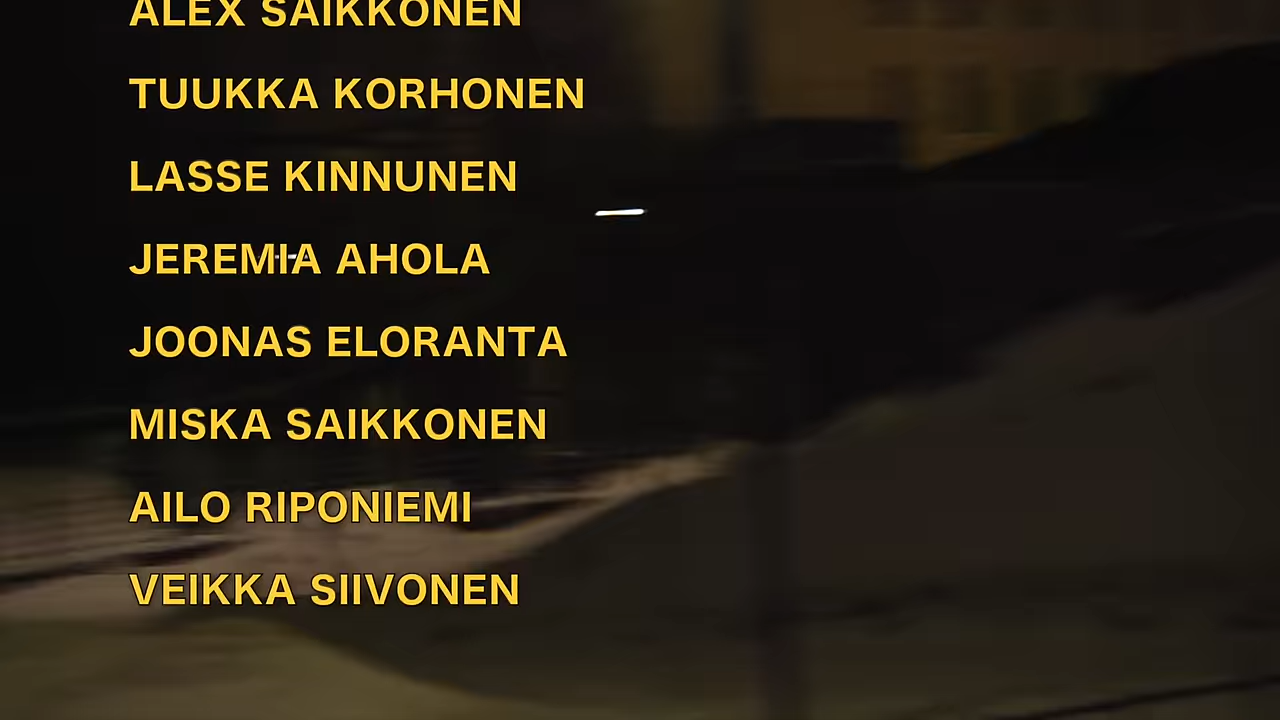 ALEX SAIKKONEN
TUUKKA KORHONEN
LASSE KINNUNEN
JEREMIA AHOLA
JOONAS ELORANTA
MISKA SAIKKONEN
AILO RIPONIEMI
VEIKKA SIIVONEN